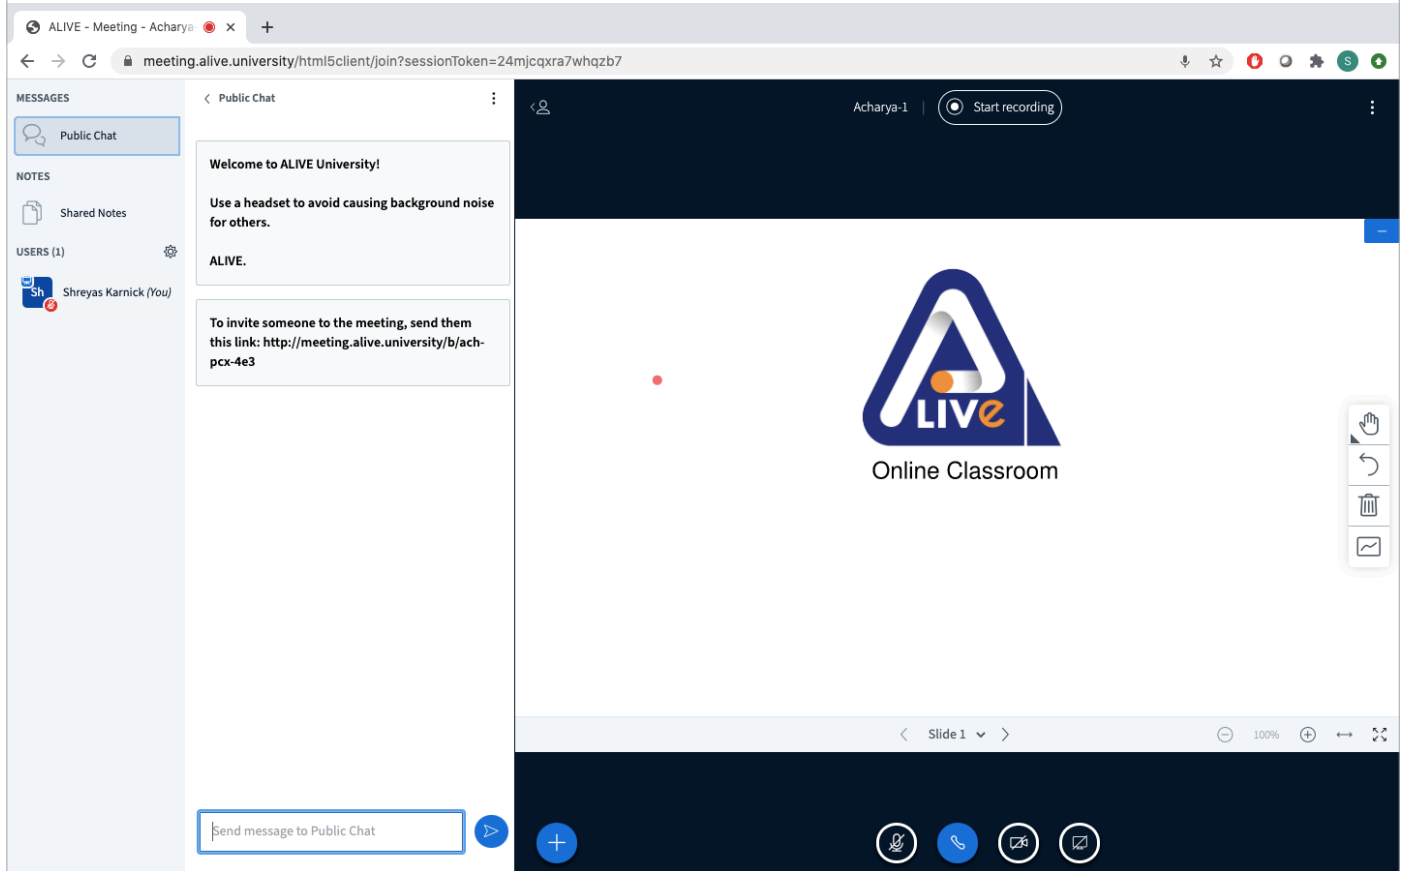 ALIVE - Meeting - Acharya
meeting.alive.university/html5client/join?sessionToken=24mjcqxra7whqzb7
S
MESSAGES
Public Chat
NOTES
Shared Notes
USERS (1)
Sh
Shreyas Karnick (You)
Public Chat
Welcome to ALIVE University!
Use a headset to avoid causing background noise
for others.
ALIVE.
To invite someone to the meeting, send them
this link: http://meeting.alive.university/b/ach-
pcx-4e3
Send message to Public Chat
Acharya-1 | Start recording
LIVe
Online Classroom
Slide 1
100%